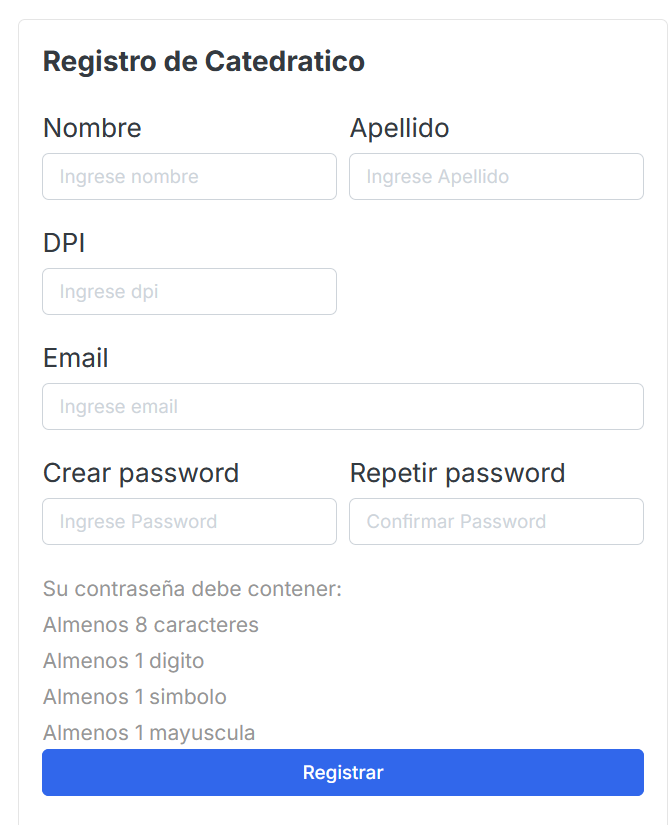 Registro de Catedratico
Nombre Apellido
Ingrese nombre Ingrese Apellido
DPI
Ingrese dpi
Email
Ingrese email
Crear password Repetir password
Ingrese Password Confirmar Password
Su contraseña debe contener:
Almenos 8 caracteres
Almenos 1 digito
Almenos 1 simbolo
Almenos 1 mayuscula
Registrar